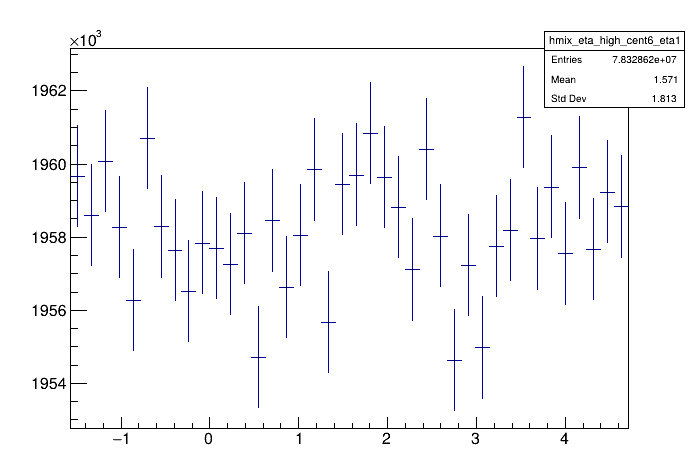 ×10³
hmix_eta_high_cent6_eta1
Entries 7.832862e+07
Mean 1.571
Std Dev 1.813
1962
1960
1958
1956
1954
−1 0 1 2 3 4